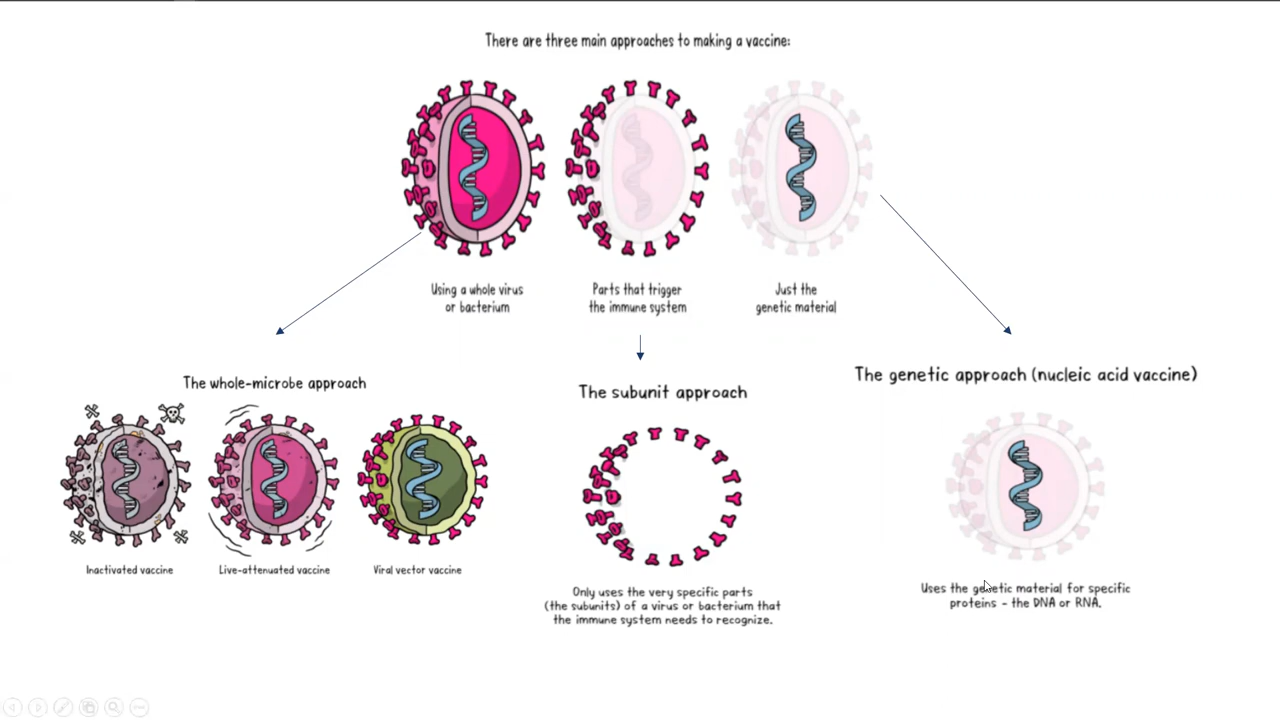 There are three main approaches to making a vaccine:
Using a whole virus
or bacterium
Parts that trigger
the immune system
Just the
genetic material
The whole-microbe approach
Inactivated vaccine
Live-attenuated vaccine
Viral vector vaccine
The subunit approach
Only uses the very specific parts
(the subunits) of a virus or bacterium that
the immune system needs to recognize.
The genetic approach (nucleic acid vaccine)
Uses the genetic material for specific
proteins - the DNA or RNA.